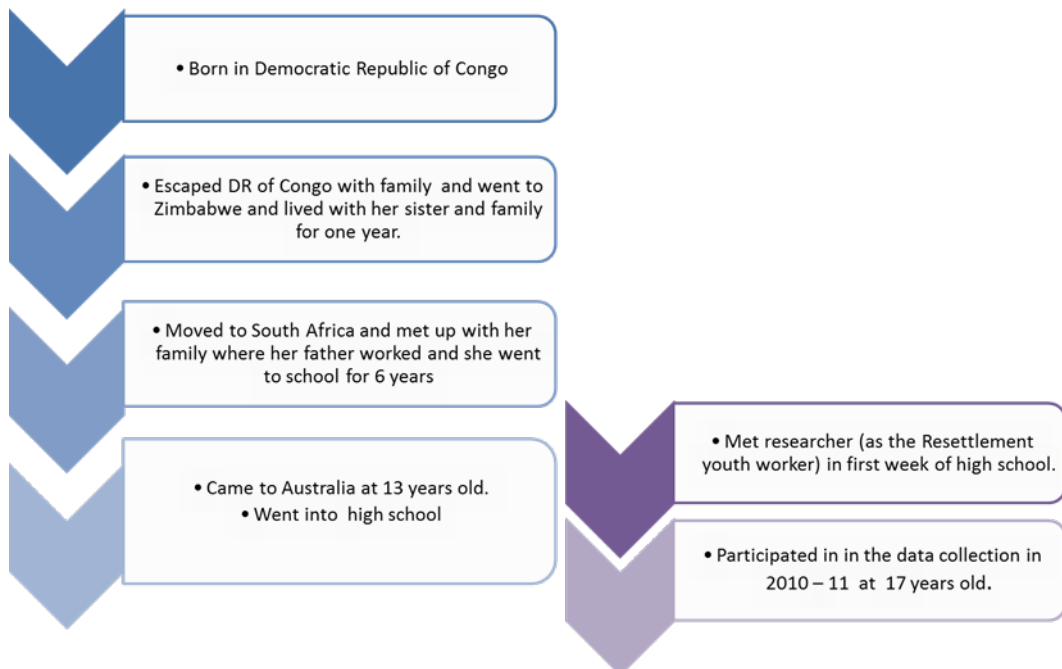 • Born in Democratic Republic of Congo
• Escaped DR of Congo with family and went to
Zimbabwe and lived with her sister and family
for one year.
• Moved to South Africa and met up with her
family where her father worked and she went
to school for 6 years
• Came to Australia at 13 years old.
• Went into high school
• Met researcher (as the Resettlement
youth worker) in first week of high school.
• Participated in in the data collection in
2010 – 11 at 17 years old.